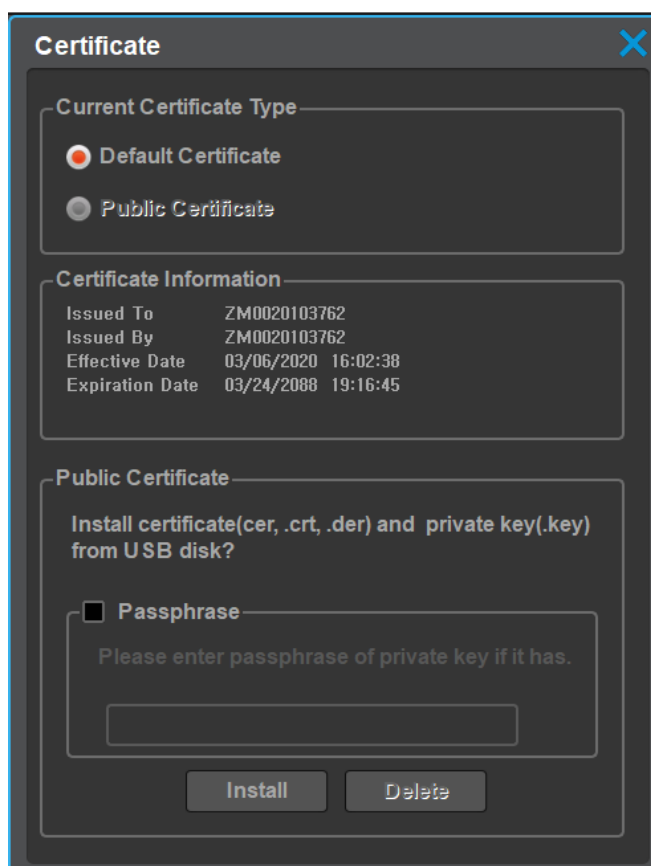 Certificate
Current Certificate Type
Default Certificate
Public Certificate
Certificate Information
Issued To ZM0020103762
Issued By ZM0020103762
Effective Date 03/06/2020 16:02:38
Expiration Date 03/24/2088 19:16:45
Public Certificate
Install certificate(cer, .crt, .der) and private key(.key)
from USB disk?
Passphrase
Please enter passphrase of private key if it has.
Install Delete